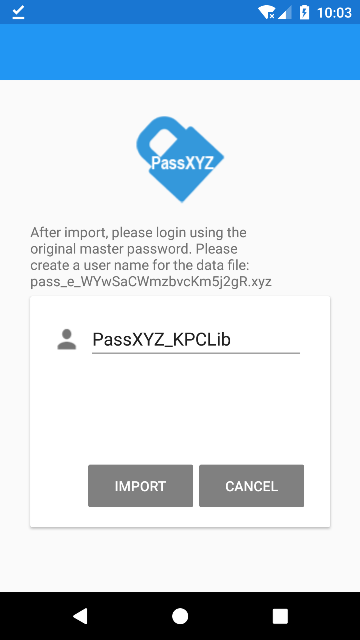 10:03
PassXYZ
After import, please login using the
original master password. Please
create a user name for the data file:
pass_e_WYwSaCWmzbvcKm5j2gR.xyz
PassXYZ_KPCLib
IMPORT CANCEL